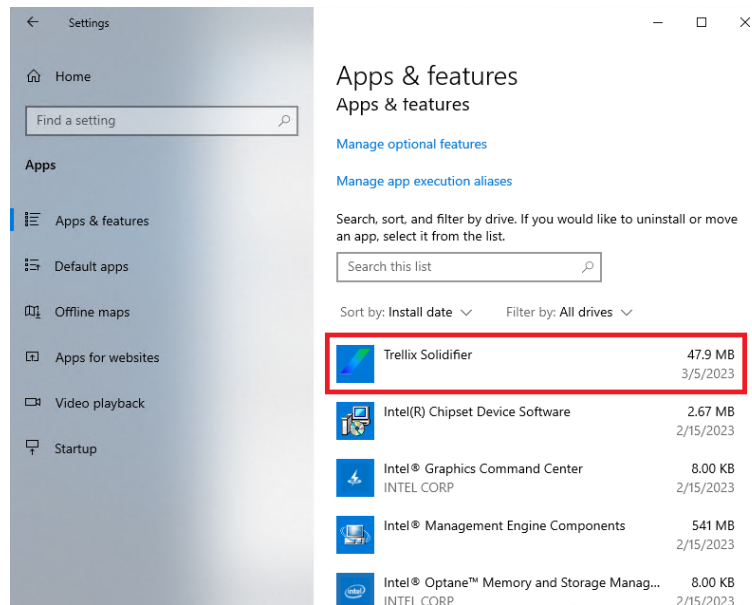 Settings
Home
Find a setting
Apps
Apps & features
Default apps
Offline maps
Apps for websites
Video playback
Startup
Apps & features
Apps & features
Manage optional features
Manage app execution aliases
Search, sort, and filter by drive. If you would like to uninstall or move
an app, select it from the list.
Search this list
Sort by: Install date Filter by: All drives
Trellix Solidifier 47.9 MB
3/5/2023
Intel(R) Chipset Device Software 2.67 MB
2/15/2023
Intel® Graphics Command Center 8.00 KB
INTEL CORP 2/15/2023
Intel® Management Engine Components 541 MB
2/15/2023
intel Intel® Optane™ Memory and Storage Manag... 8.00 KB
INTEL CORP 2/15/2023